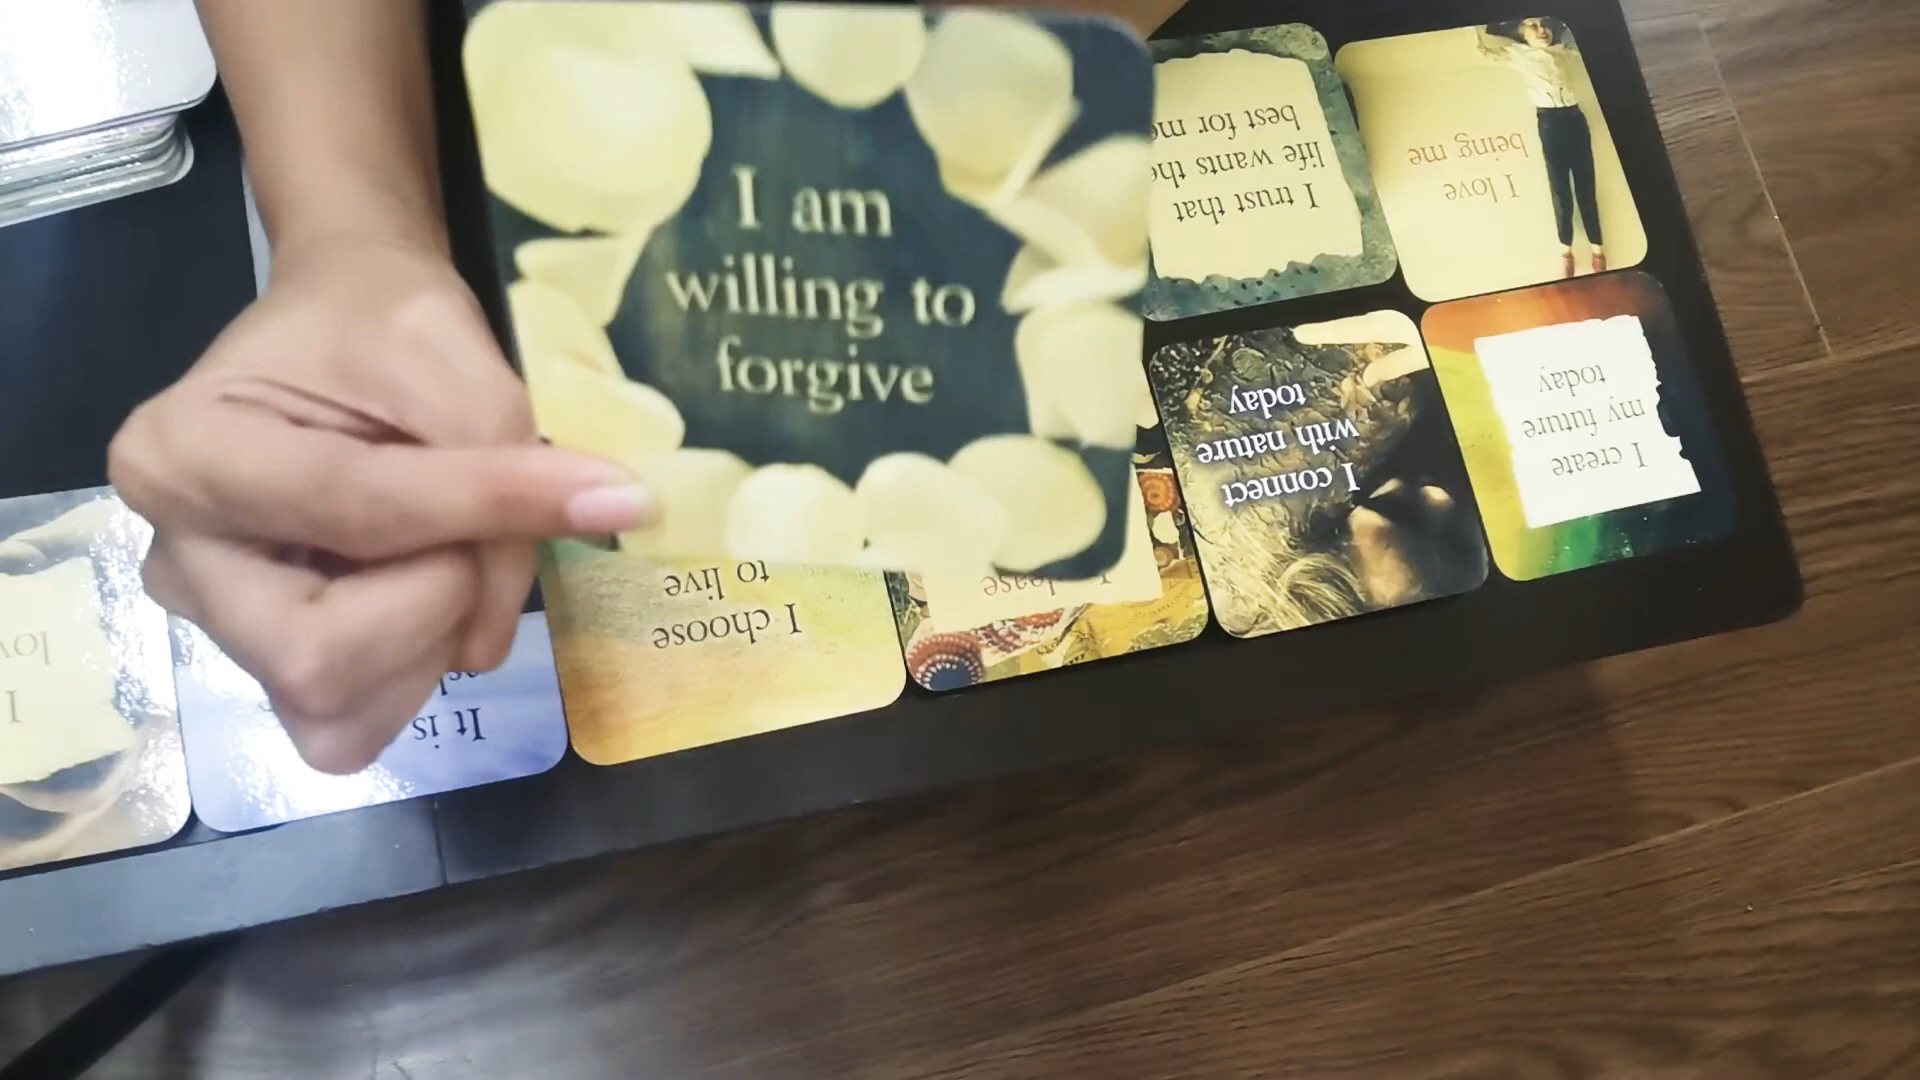 I am
willing to
forgive
I trust that
life wants the
best for me
I love
being me
I connect
with nature
today
I create
my future
today
I choose
to live
I
It is
I